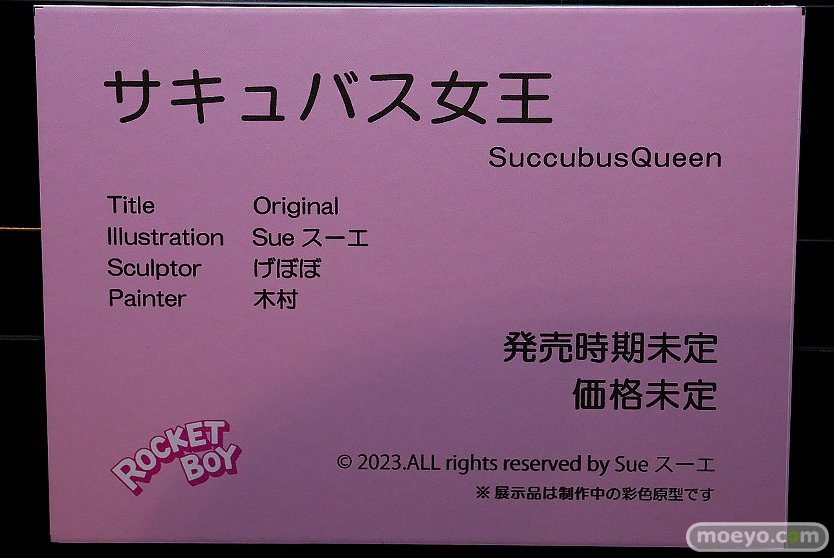 サキュバス女王
SuccubusQueen
Title Original
Illustration Sue スーエ
Sculptor げぼぼ
Painter 木村
発売時期未定
価格未定
ROCKET
BOY
© 2023.ALL rights reserved by Sue スーエ
※ 展示品は制作中の彩色原型です
moeyo.com